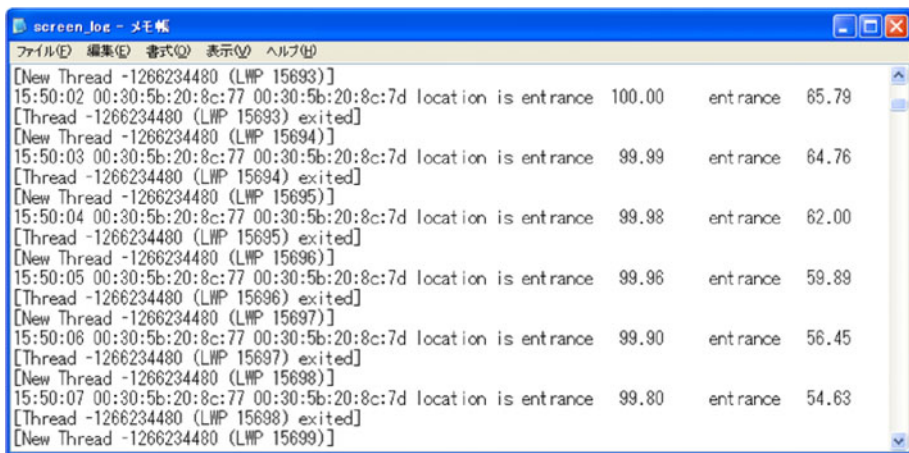 screen_log - メモ帳
ファイル(F) 編集(E) 書式(O) 表示(V) ヘルプ(H)
[New Thread -1266234480 (LWP 15693)]
15:50:02 00:30:5b:20:8c:77 00:30:5b:20:8c:7d location is entrance 100.00 entrance 65.79
[Thread -1266234480 (LWP 15693) exited]
[New Thread -1266234480 (LWP 15694)]
15:50:03 00:30:5b:20:8c:77 00:30:5b:20:8c:7d location is entrance 99.99 entrance 64.76
[Thread -1266234480 (LWP 15694) exited]
[New Thread -1266234480 (LWP 15695)]
15:50:04 00:30:5b:20:8c:77 00:30:5b:20:8c:7d location is entrance 99.98 entrance 62.00
[Thread -1266234480 (LWP 15695) exited]
[New Thread -1266234480 (LWP 15696)]
15:50:05 00:30:5b:20:8c:77 00:30:5b:20:8c:7d location is entrance 99.96 entrance 59.89
[Thread -1266234480 (LWP 15696) exited]
[New Thread -1266234480 (LWP 15697)]
15:50:06 00:30:5b:20:8c:77 00:30:5b:20:8c:7d location is entrance 99.90 entrance 56.45
[Thread -1266234480 (LWP 15697) exited]
[New Thread -1266234480 (LWP 15698)]
15:50:07 00:30:5b:20:8c:77 00:30:5b:20:8c:7d location is entrance 99.80 entrance 54.63
[Thread -1266234480 (LWP 15698) exited]
[New Thread -1266234480 (LWP 15699)]